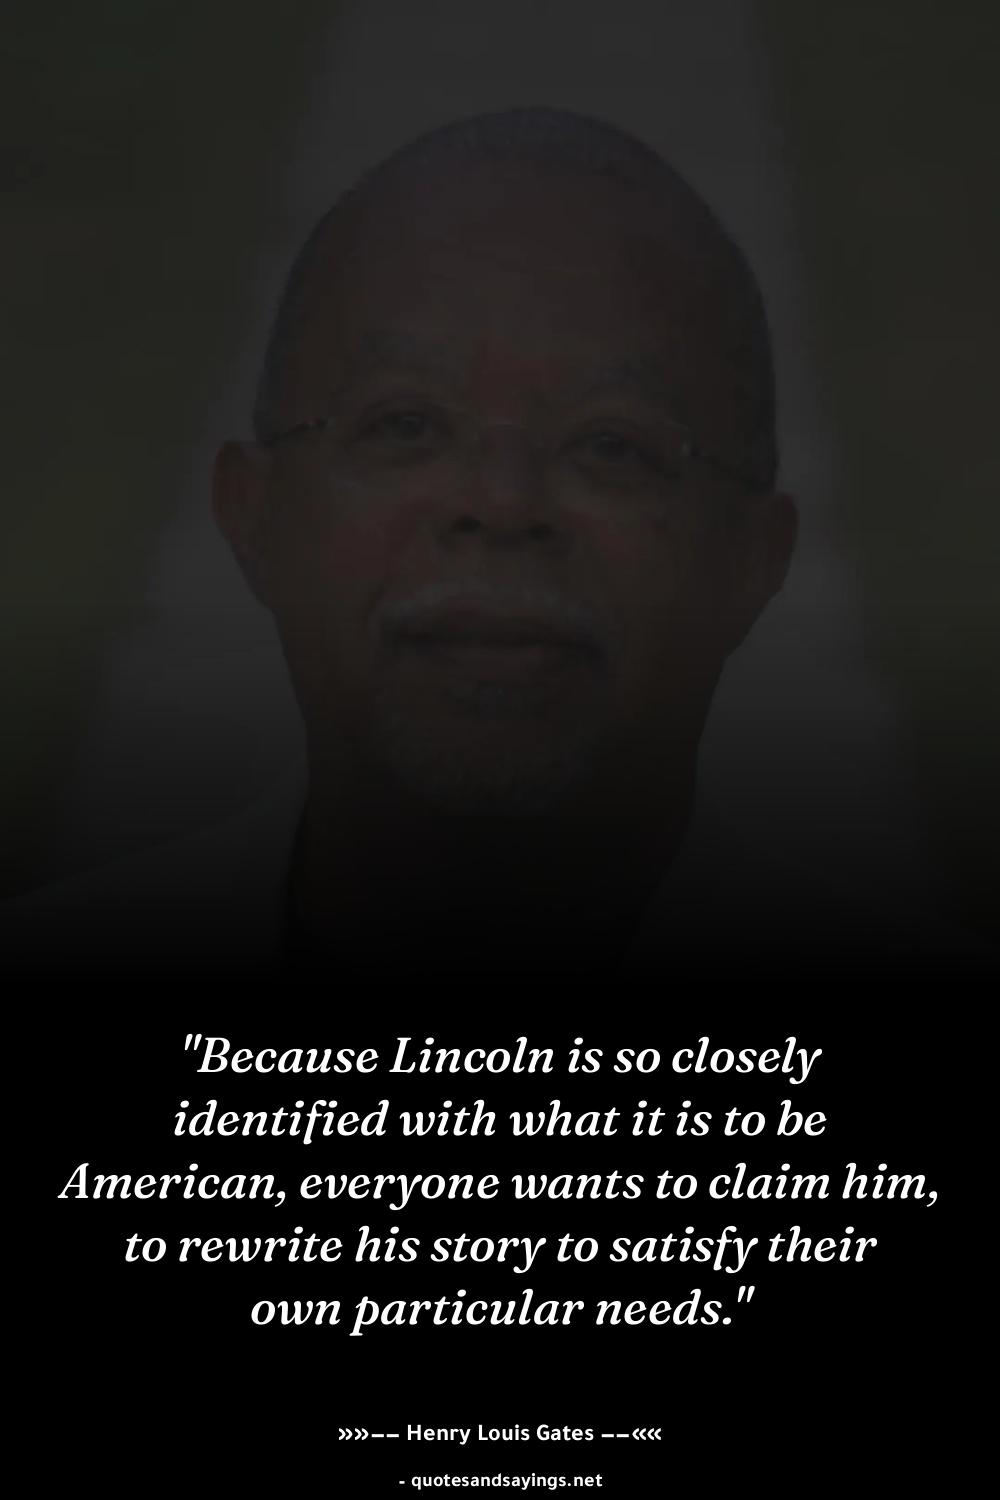 "Because Lincoln is so closely
identified with what it is to be
American, everyone wants to claim him,
to rewrite his story to satisfy their
own particular needs."
»»–– Henry Louis Gates ––««
- quotesandsayings.net